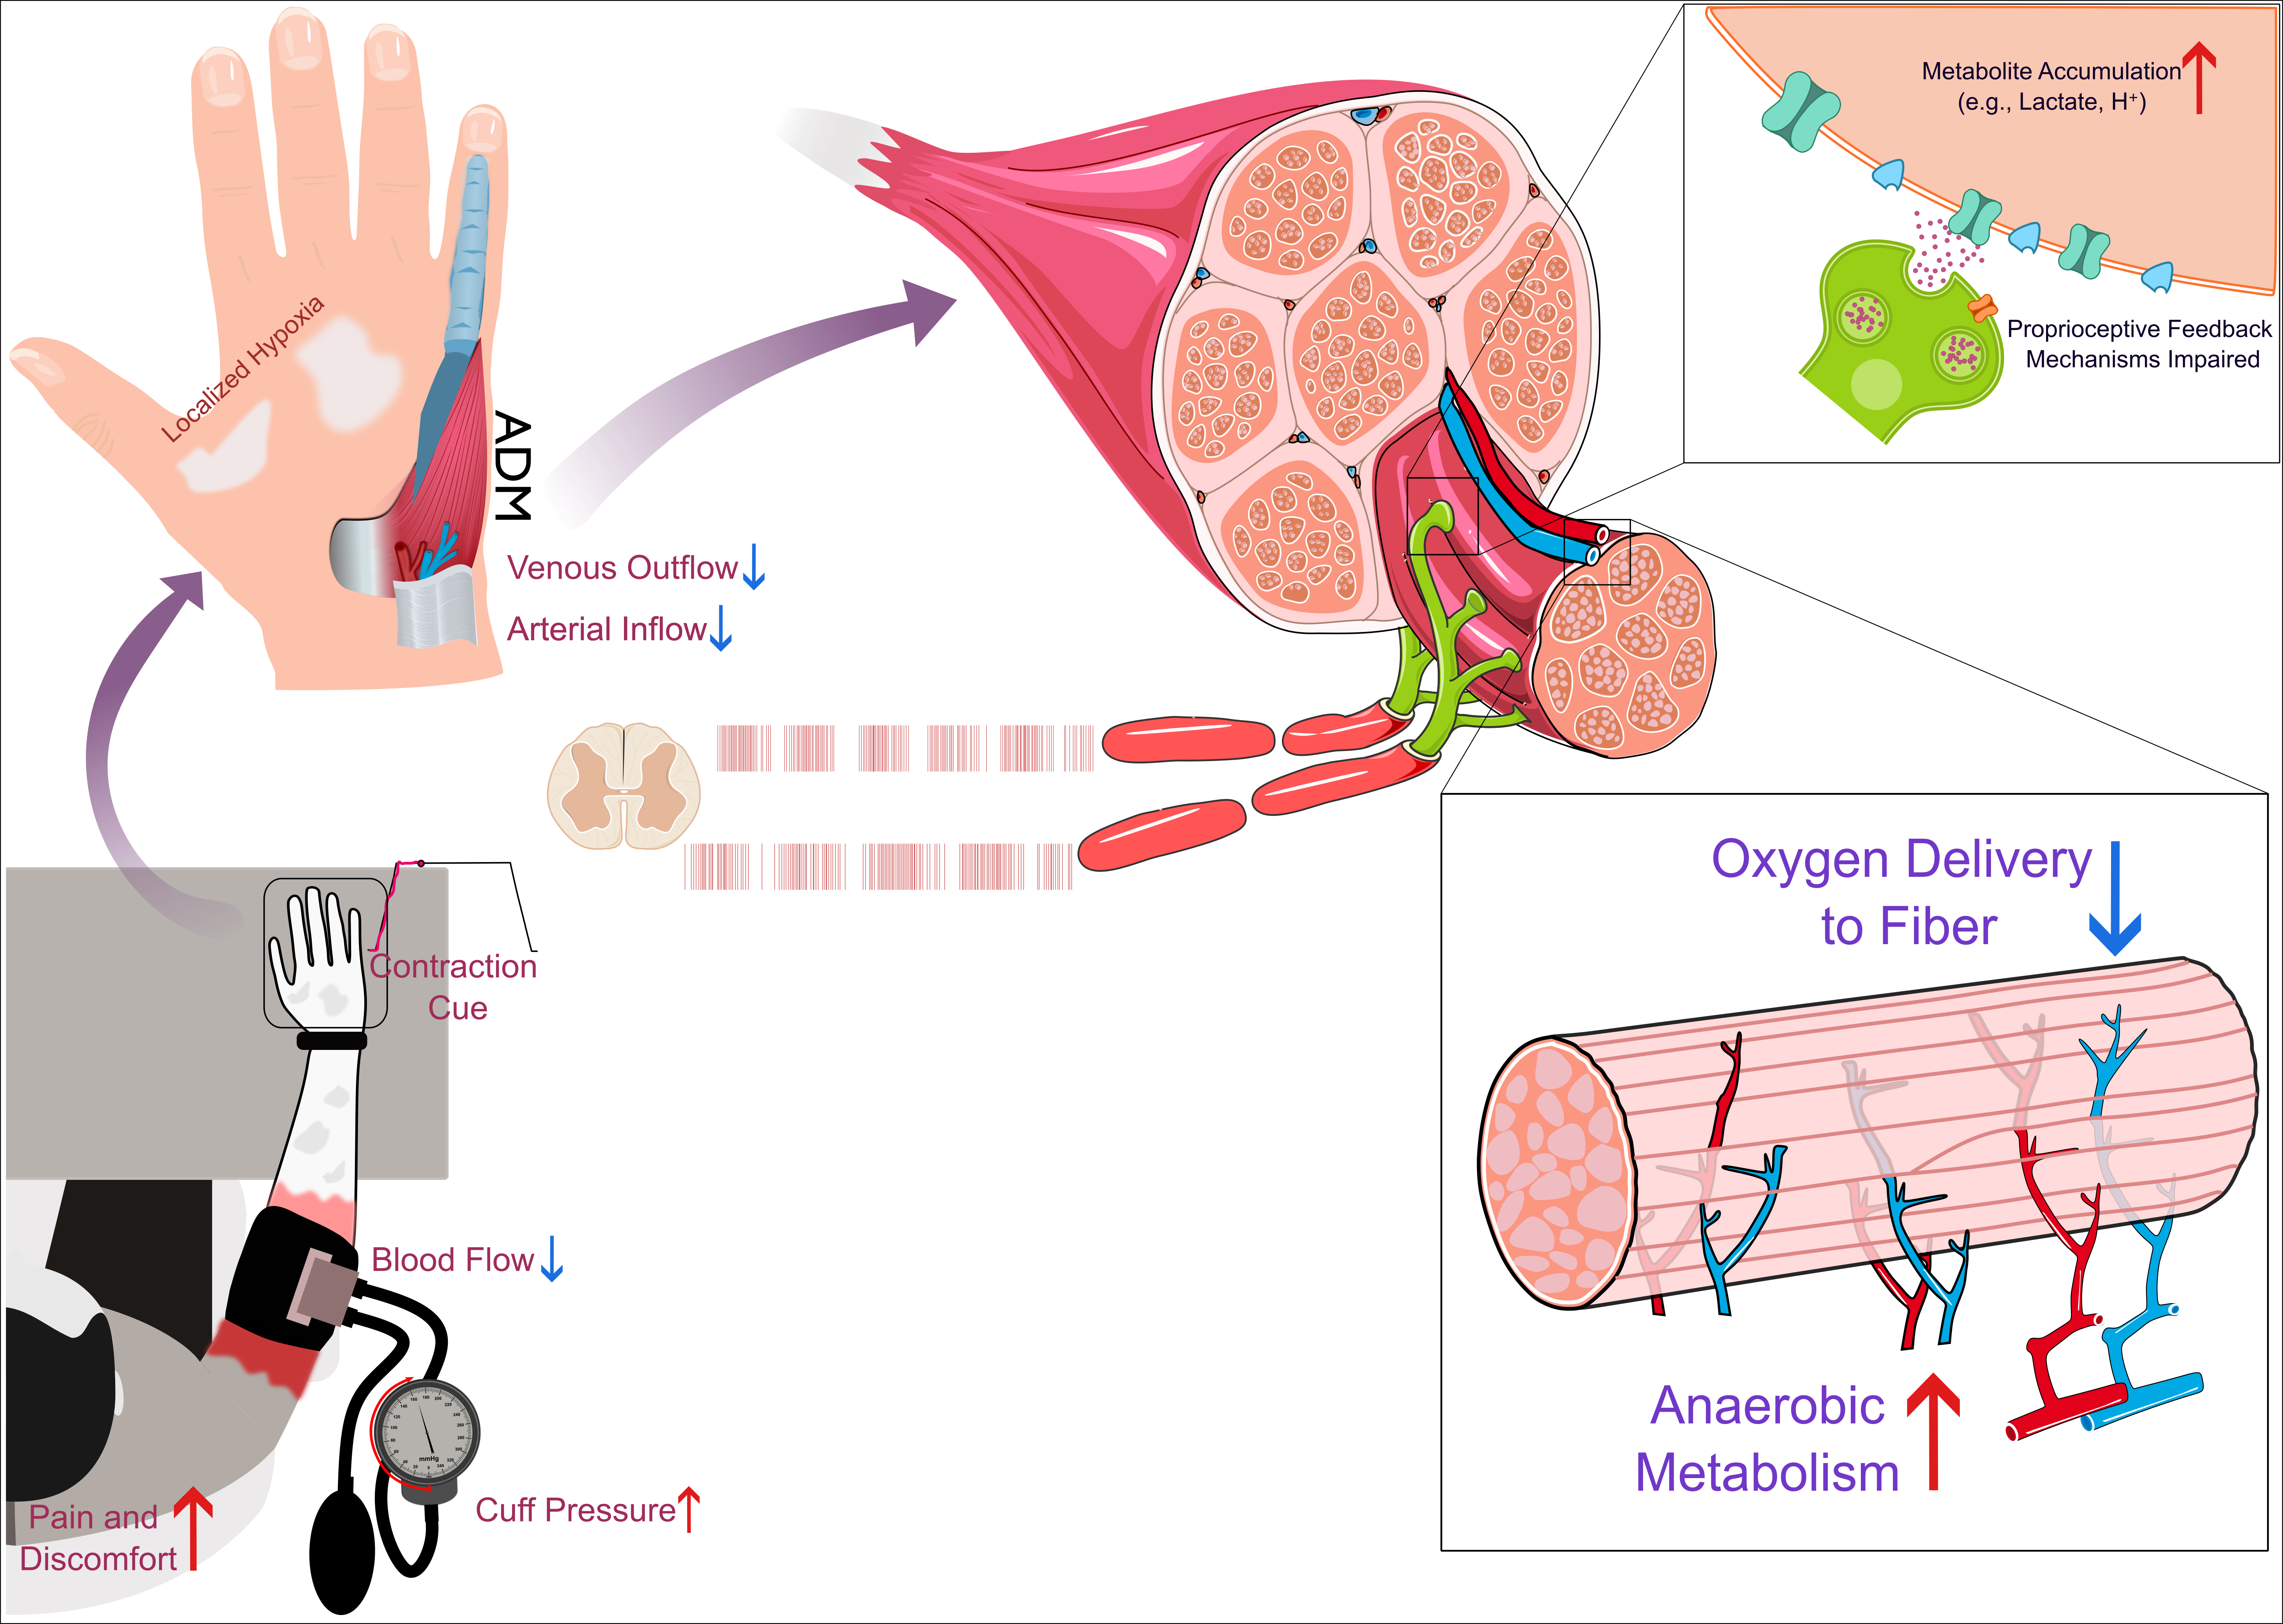 Metabolite Accumulation
(e.g., Lactate, H⁺)
Proprioceptive Feedback
Mechanisms Impaired
Localized Hypoxia
ADM
Venous Outflow
Arterial Inflow
Contraction
Cue
Oxygen Delivery
to Fiber
Blood Flow
Anaerobic
Metabolism
Cuff Pressure
Pain and
Discomfort
mmHg